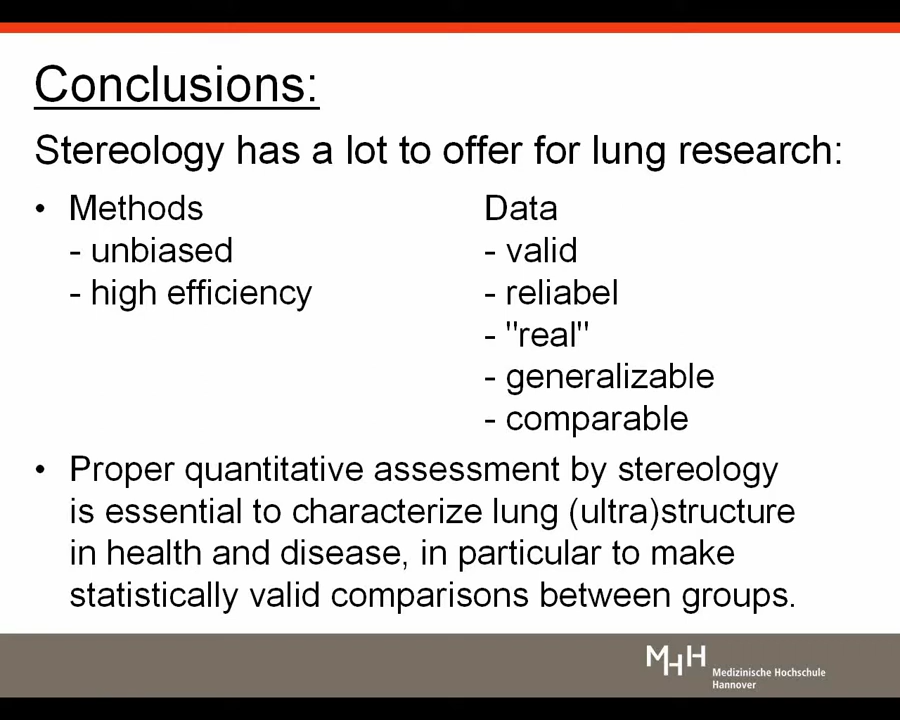 Conclusions:
Stereology has a lot to offer for lung research:
• Methods
- unbiased
- high efficiency
Data
- valid
- reliabel
- "real"
- generalizable
- comparable
• Proper quantitative assessment by stereology
is essential to characterize lung (ultra)structure
in health and disease, in particular to make
statistically valid comparisons between groups.
MHH
Medizinische Hochschule
Hannover